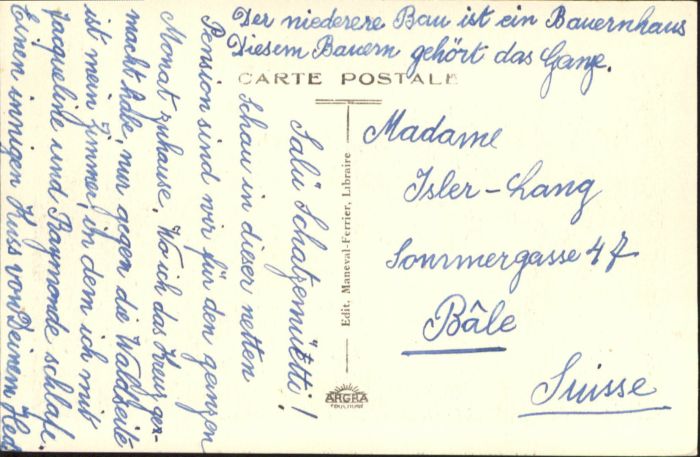 Der niederere Bau ist ein Bauernhaus
Diesem Bauern gehört das Ganze.
CARTE POSTALE
Salü Schatzemüetti!
Schau in dieser netten
Pension sind wir für den ganzen
Monat zuhause. Wo ich das Kreuz ge-
macht habe, nur gegen die Waldseite
ist mein Zimmer, in dem ich mit
Jacqueline und Raymonde schlafe.
Einen innigen Kuss von Deinem
Edit. Maneval-Ferrier, Libraire
ARGRA
Madame
Isler-Lang
Sommergasse 47
Bâle
Suisse